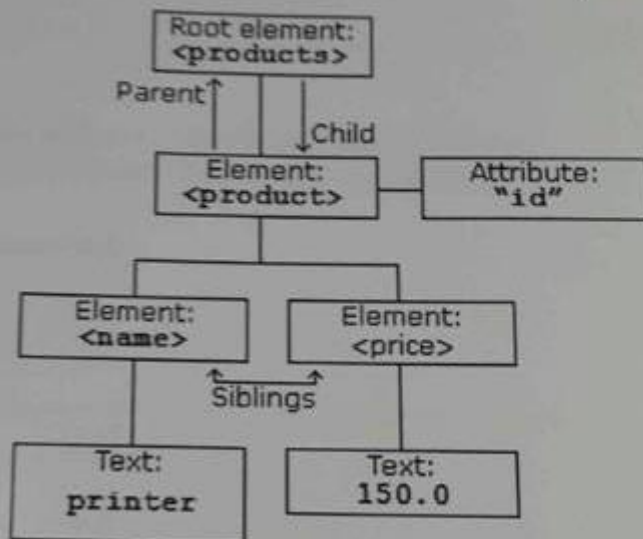 Root element:
<products>
Parent
Child
Element:
<product>
Attribute:
"id"
Element:
<name>
Element:
<price>
Siblings
Text:
printer
Text:
150.0